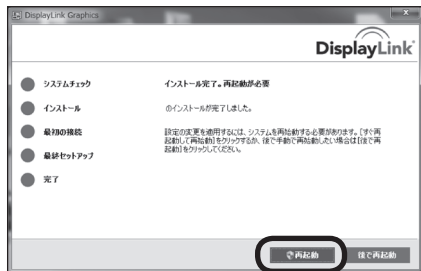 DisplayLink Graphics
DisplayLink
システムチェック
インストール完了。再起動が必要
インストール
のインストールが完了しました。
最初の接続
設定の変更を適用するには、システムを再始動する必要があります。[すぐ再
起動して再始動]をクリックするか、後で手動で再始動したい場合は[後で再
起動]をクリックしてください。
最終セットアップ
完了
再起動
後で再起動